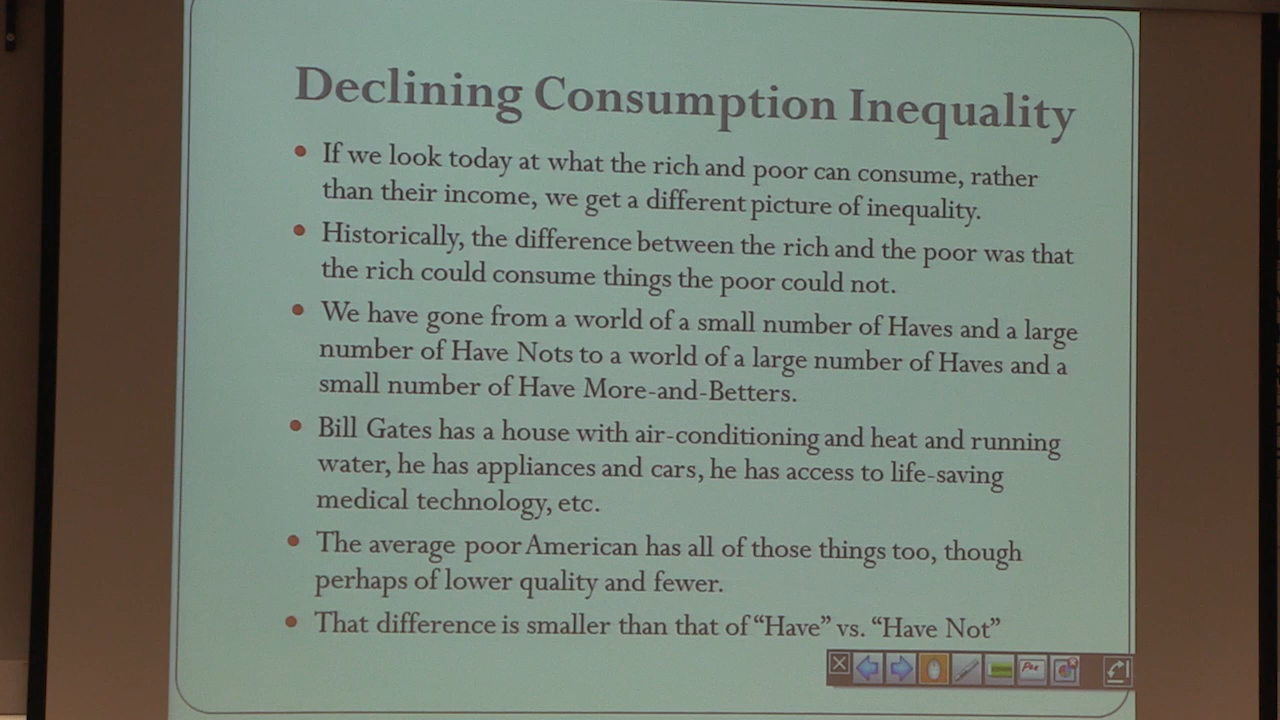 Declining Consumption Inequality
• If we look today at what the rich and poor can consume, rather
than their income, we get a different picture of inequality.
• Historically, the difference between the rich and the poor was that
the rich could consume things the poor could not.
• We have gone from a world of a small number of Haves and a large
number of Have Nots to a world of a large number of Haves and a
small number of Have More-and-Betters.
• Bill Gates has a house with air-conditioning and heat and running
water, he has appliances and cars, he has access to life-saving
medical technology, etc.
• The average poor American has all of those things too, though
perhaps of lower quality and fewer.
• That difference is smaller than that of “Have” vs. “Have Not”